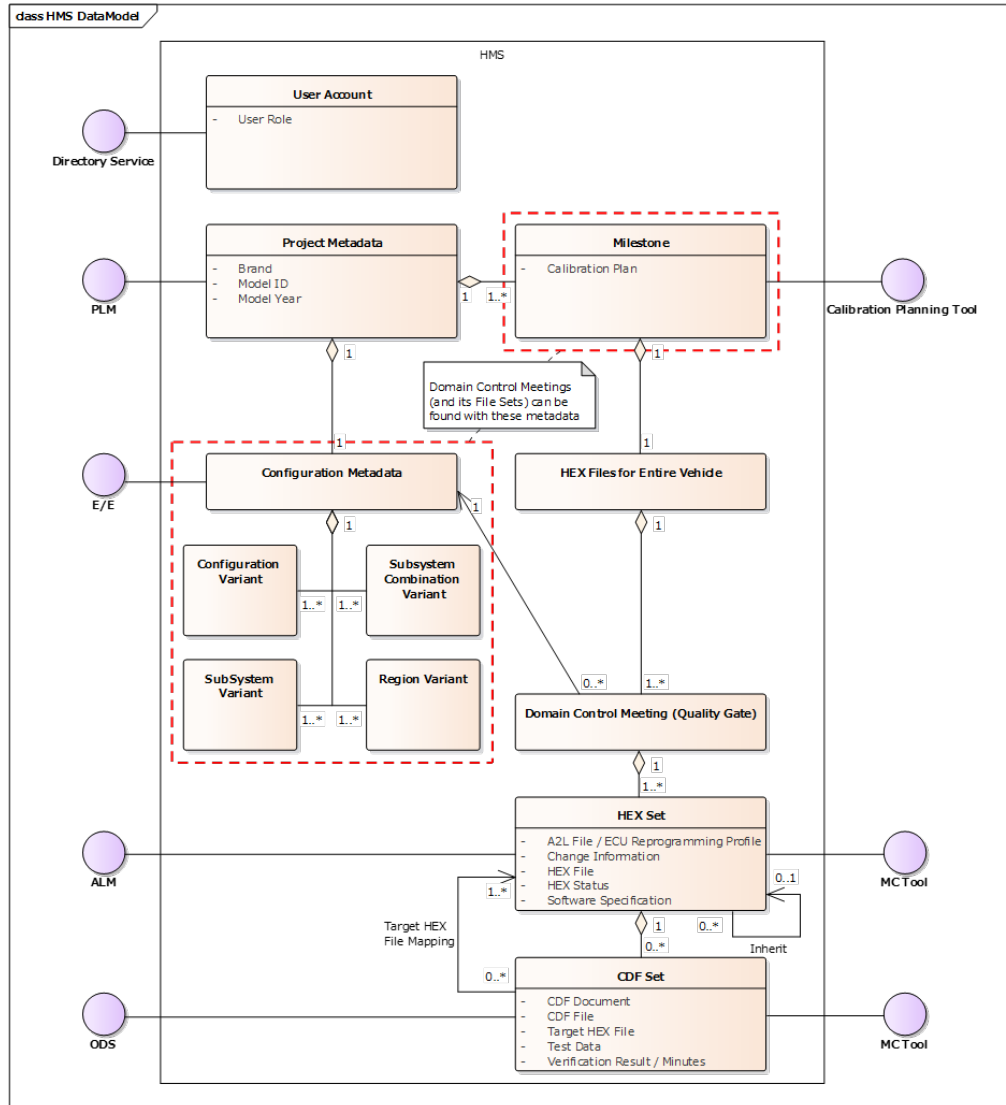 class HMS DataModel
HMS
User Account
- User Role
Directory Service
Project Metadata
- Brand
- Model ID
- Model Year
PLM
1
1..*
Milestone
- Calibration Plan
Calibration Planning Tool
1
1
Domain Control Meetings
(and its File Sets) can be
found with these metadata
1
1
Configuration Metadata
E/E
HEX Files for Entire Vehicle
1
1
1
Configuration
Variant
Subsystem
Combination
Variant
1..*
1..*
SubSystem
Variant
Region Variant
1..*
1..*
0..*
1..*
Domain Control Meeting (Quality Gate)
1
1..*
HEX Set
- A2L File / ECU Reprogramming Profile
- Change Information
- HEX File
- HEX Status
- Software Specification
ALM
MC Tool
1..*
0..1
0..*
Inherit
Target HEX
File Mapping
1
0..*
0..*
CDF Set
- CDF Document
- CDF File
- Target HEX File
- Test Data
- Verification Result / Minutes
ODS
MC Tool